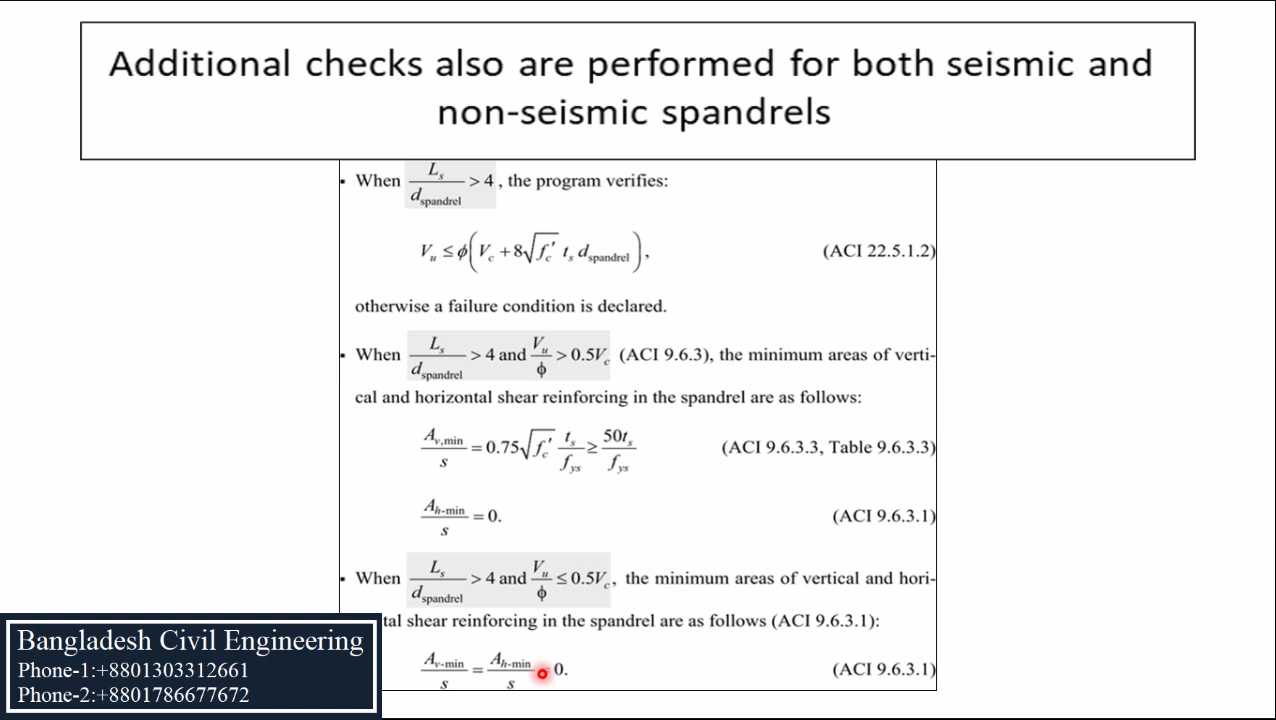 Additional checks also are performed for both seismic and
non-seismic spandrels
▪ When L_s / d_spandrel > 4 , the program verifies:
V_u ≤ ϕ(V_c + 8√f_c′ t_s d_spandrel), (ACI 22.5.1.2)
otherwise a failure condition is declared.
▪ When L_s / d_spandrel > 4 and V_u / ϕ > 0.5V_c (ACI 9.6.3), the minimum areas of verti-
cal and horizontal shear reinforcing in the spandrel are as follows:
A_v,min / s = 0.75√f_c′ t_s / f_ys ≥ 50t_s / f_ys (ACI 9.6.3.3, Table 9.6.3.3)
A_h-min / s = 0. (ACI 9.6.3.1)
▪ When L_s / d_spandrel > 4 and V_u / ϕ ≤ 0.5V_c, the minimum areas of vertical and hori-
tal shear reinforcing in the spandrel are as follows (ACI 9.6.3.1):
A_v-min / s = A_h-min / s 0. (ACI 9.6.3.1)
Bangladesh Civil Engineering
Phone-1:+8801303312661
Phone-2:+8801786677672